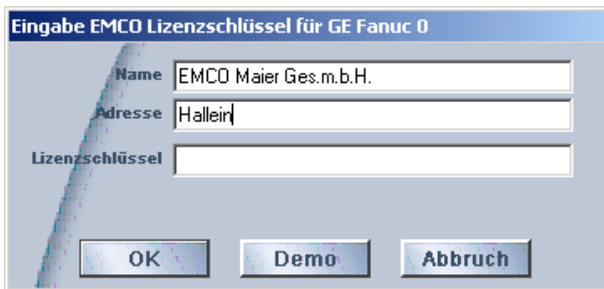 Eingabe EMCO Lizenzschlüssel für GE Fanuc 0
Name EMCO Maier Ges.m.b.H.
Adresse Hallein
Lizenzschlüssel
OK Demo Abbruch